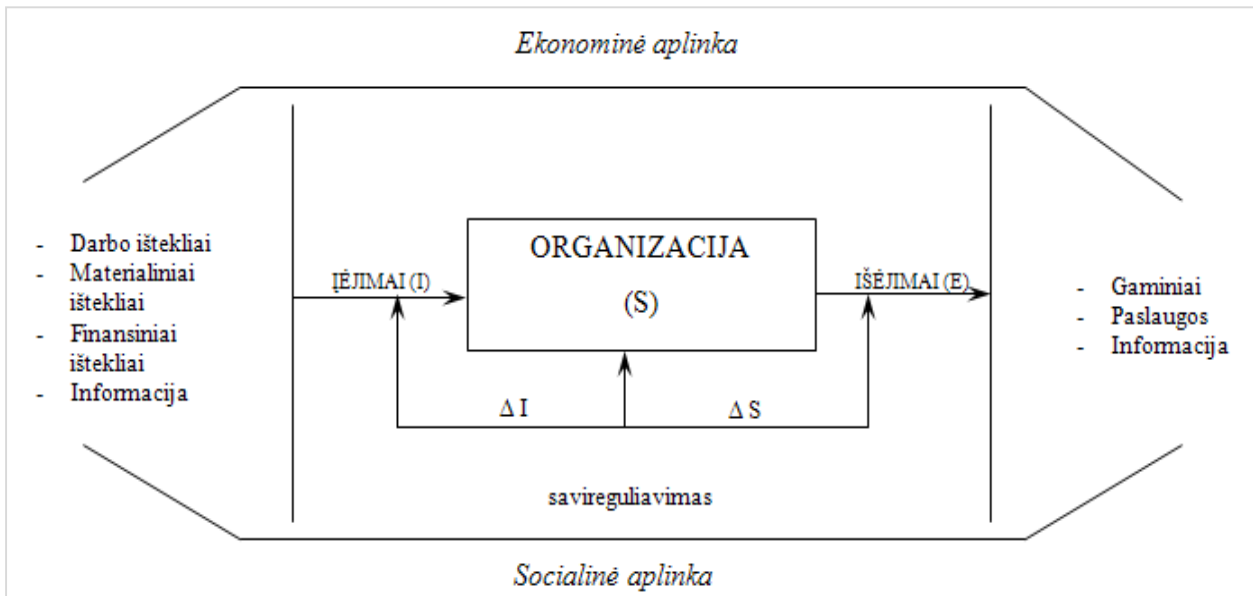 Ekonominė aplinka
- Darbo ištekliai
- Materialiniai
ištekliai
- Finansiniai
ištekliai
- Informacija
ĮĖJIMAI (I)
ORGANIZACIJA
(S)
IŠĖJIMAI (E)
- Gaminiai
- Paslaugos
- Informacija
Δ I
Δ S
savireguliavimas
Socialinė aplinka